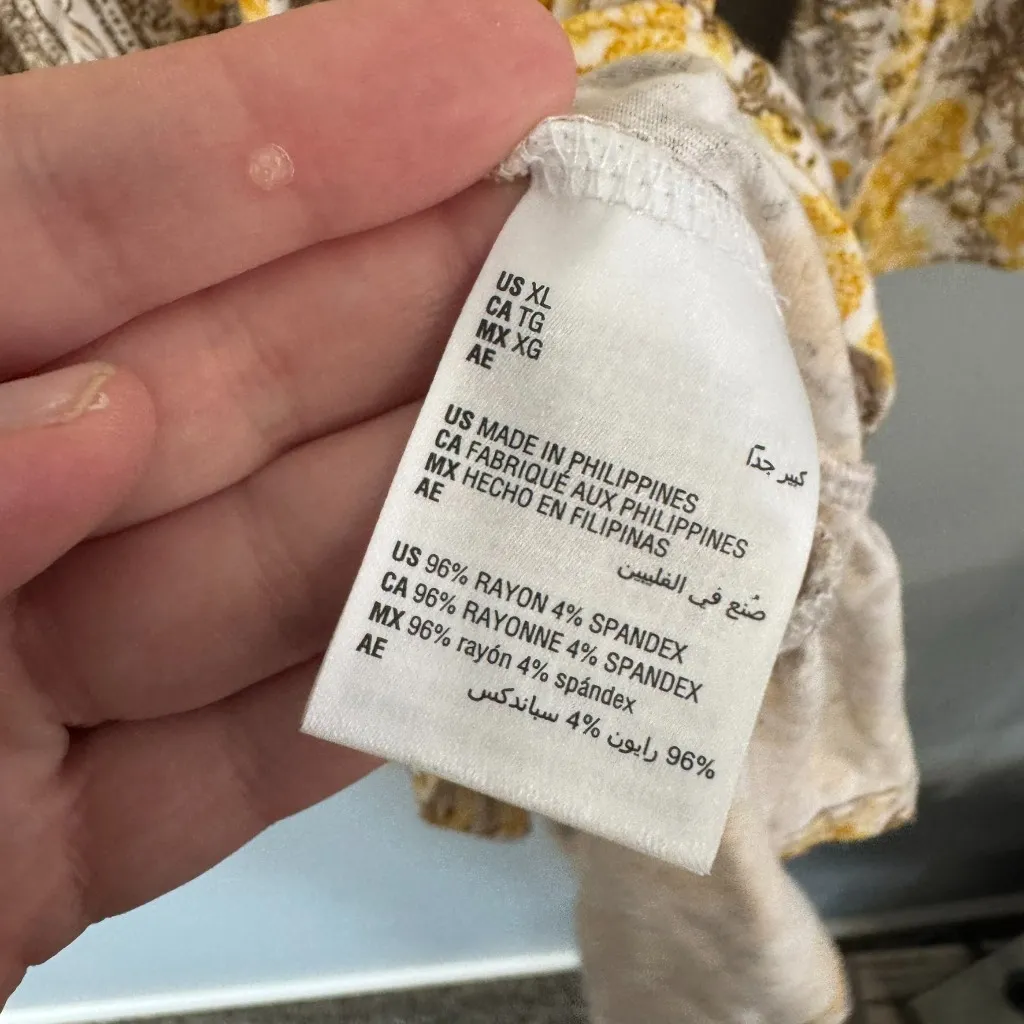 US XL
CA TG
MX XG
AE
كبير جداً
US MADE IN PHILIPPINES
CA FABRIQUÉ AUX PHILIPPINES
MX HECHO EN FILIPINAS
AE
صُنع في الفلبين
US 96% RAYON 4% SPANDEX
CA 96% RAYONNE 4% SPANDEX
MX 96% rayón 4% spándex
AE
96% رايون 4% سباندكس